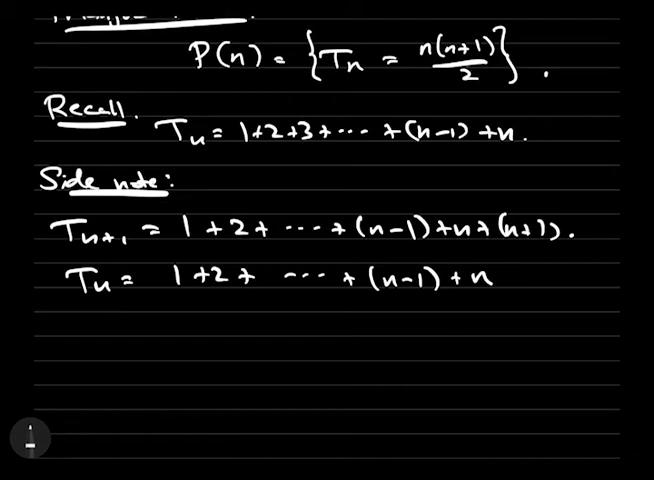 P(n) = { Tn = n(n+1)/2 } .
Recall.
Tn = 1+2+3+ ... +(n-1)+n.
Side note:
Tn+1 = 1+2+ ... +(n-1)+n+(n+1).
Tn = 1+2+ ... +(n-1)+n